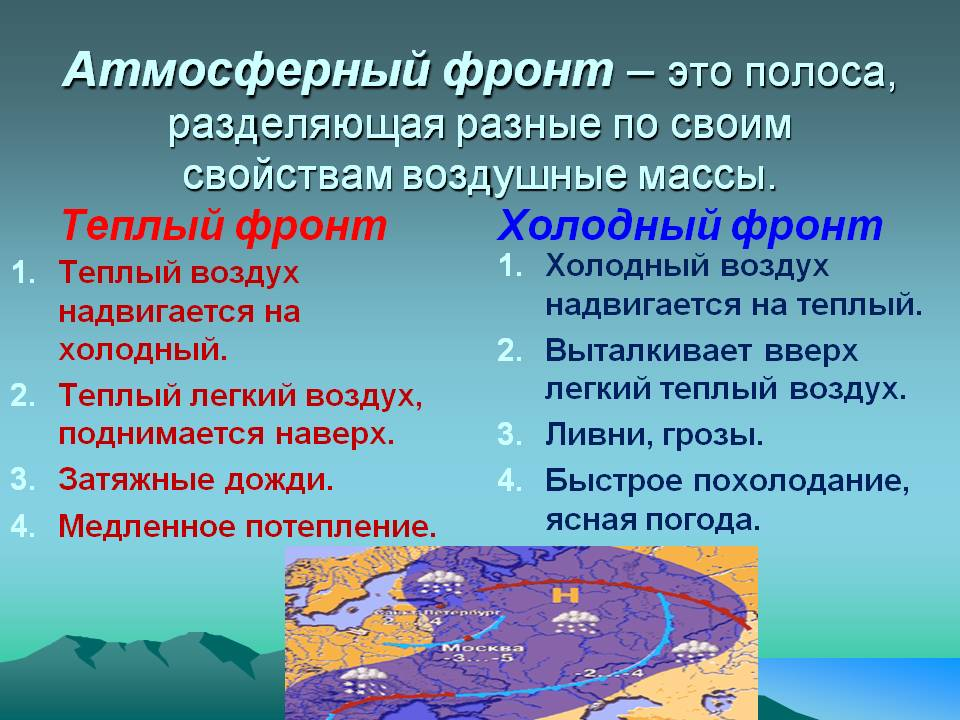 Атмосферный фронт – это полоса,
разделяющая разные по своим
свойствам воздушные массы.
Теплый фронт
1. Теплый воздух
надвигается на
холодный.
2. Теплый легкий воздух,
поднимается наверх.
3. Затяжные дожди.
4. Медленное потепление.
Холодный фронт
1. Холодный воздух
надвигается на теплый.
2. Выталкивает вверх
легкий теплый воздух.
3. Ливни, грозы.
4. Быстрое похолодание,
ясная погода.
Н
Санкт-Петербург
Москва
-3...-5
-2...-4